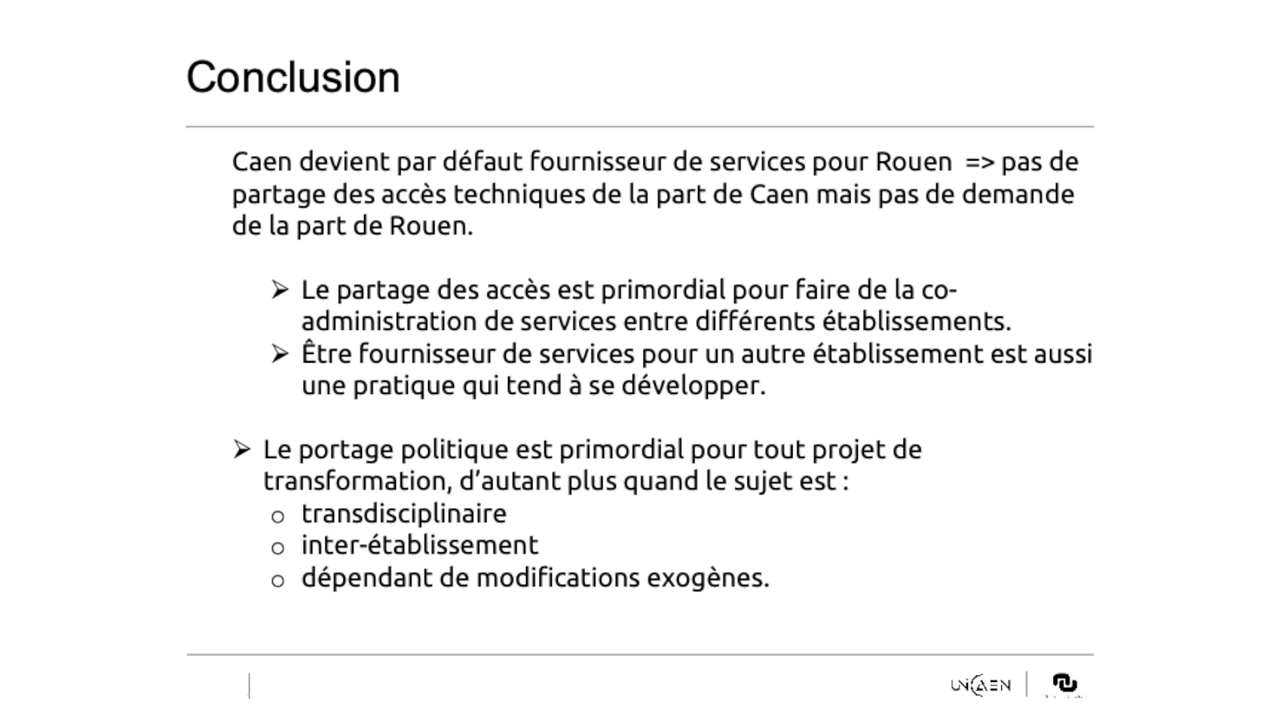 Conclusion
Caen devient par défaut fournisseur de services pour Rouen => pas de
partage des accès techniques de la part de Caen mais pas de demande
de la part de Rouen.
➢ Le partage des accès est primordial pour faire de la co-
administration de services entre différents établissements.
➢ Être fournisseur de services pour un autre établissement est aussi
une pratique qui tend à se développer.
➢ Le portage politique est primordial pour tout projet de
transformation, d’autant plus quand le sujet est :
o transdisciplinaire
o inter-établissement
o dépendant de modifications exogènes.
UNICAEN